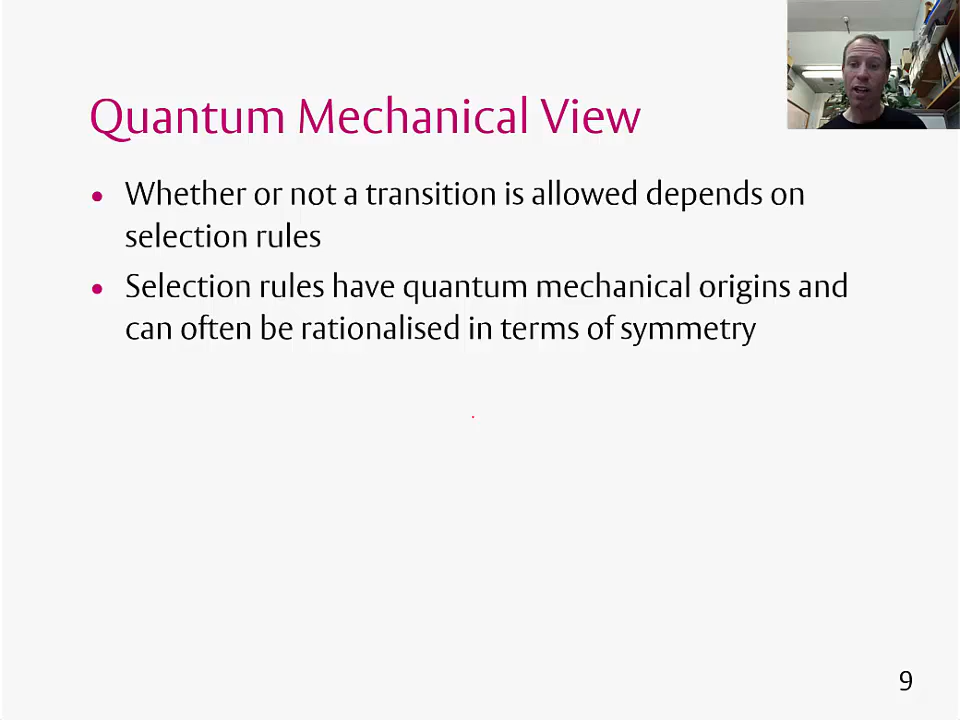 Quantum Mechanical View
• Whether or not a transition is allowed depends on
selection rules
• Selection rules have quantum mechanical origins and
can often be rationalised in terms of symmetry
9